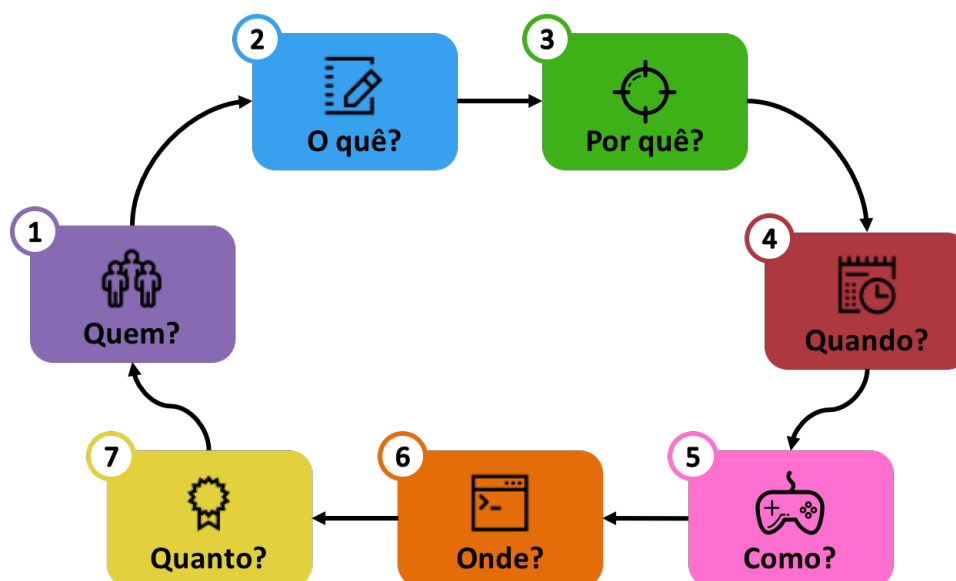 1
Quem?
2
O quê?
3
Por quê?
4
Quando?
5
Como?
6
Onde?
7
Quanto?